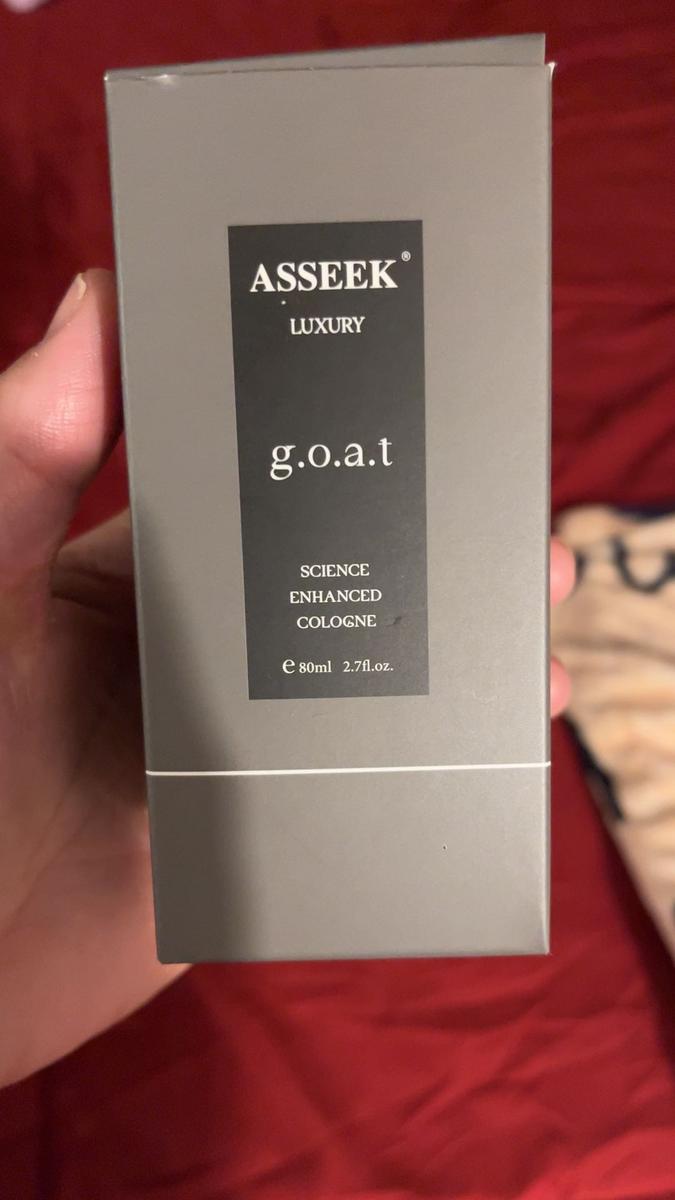 ASSEEK®
LUXURY
g.o.a.t
SCIENCE
ENHANCED
COLOGNE
℮ 80ml 2.7fl.oz.